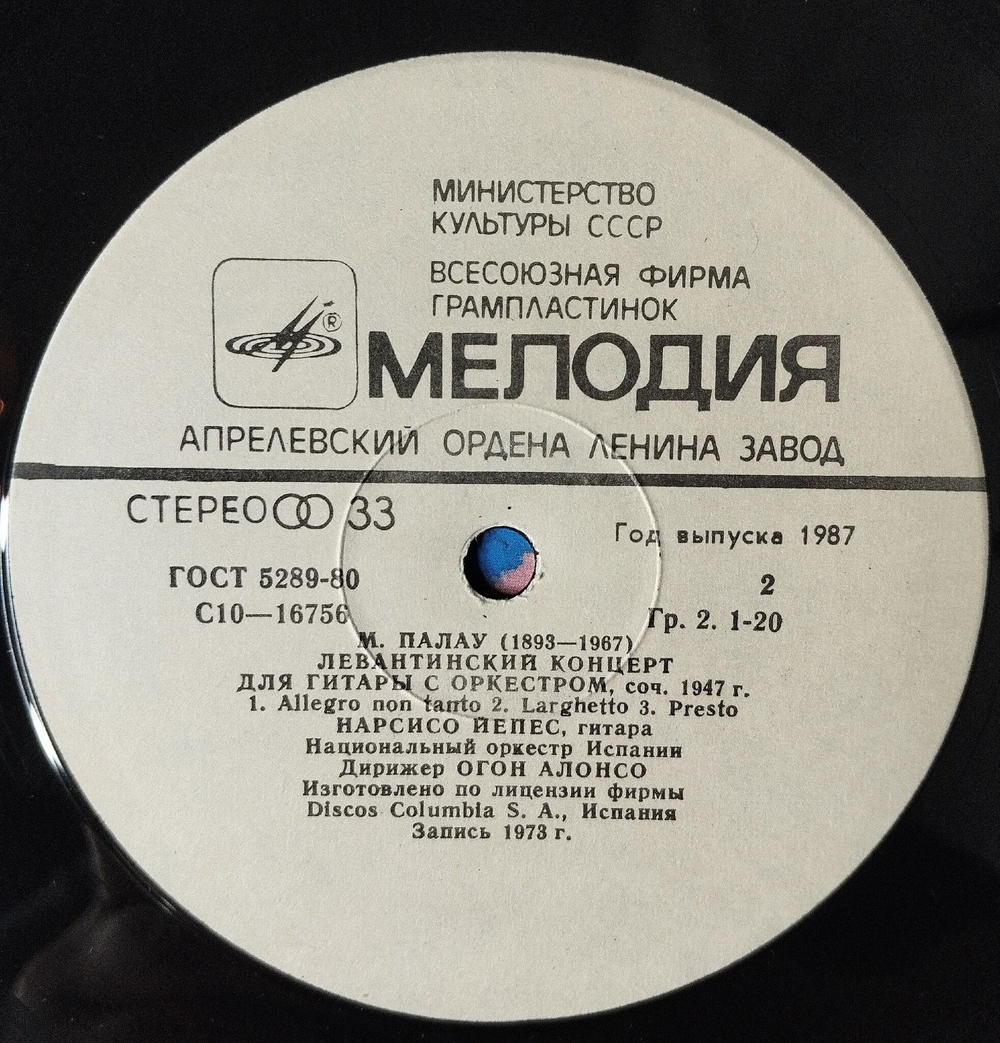 МИНИСТЕРСТВО
КУЛЬТУРЫ СССР
ВСЕСОЮЗНАЯ ФИРМА
ГРАМПЛАСТИНОК
®
МЕЛОДИЯ
АПРЕЛЕВСКИЙ ОРДЕНА ЛЕНИНА ЗАВОД
СТЕРЕО 33
Год выпуска 1987
ГОСТ 5289-80
2
С10—16756
Гр. 2. 1-20
М. ПАЛАУ (1893—1967)
ЛЕВАНТИНСКИЙ КОНЦЕРТ
ДЛЯ ГИТАРЫ С ОРКЕСТРОМ, соч. 1947 г.
1. Allegro non tanto 2. Larghetto 3. Presto
НАРСИСО ЙЕПЕС, гитара
Национальный оркестр Испании
Дирижер ОГОН АЛОНСО
Изготовлено по лицензии фирмы
Discos Columbia S. A., Испания
Запись 1973 г.